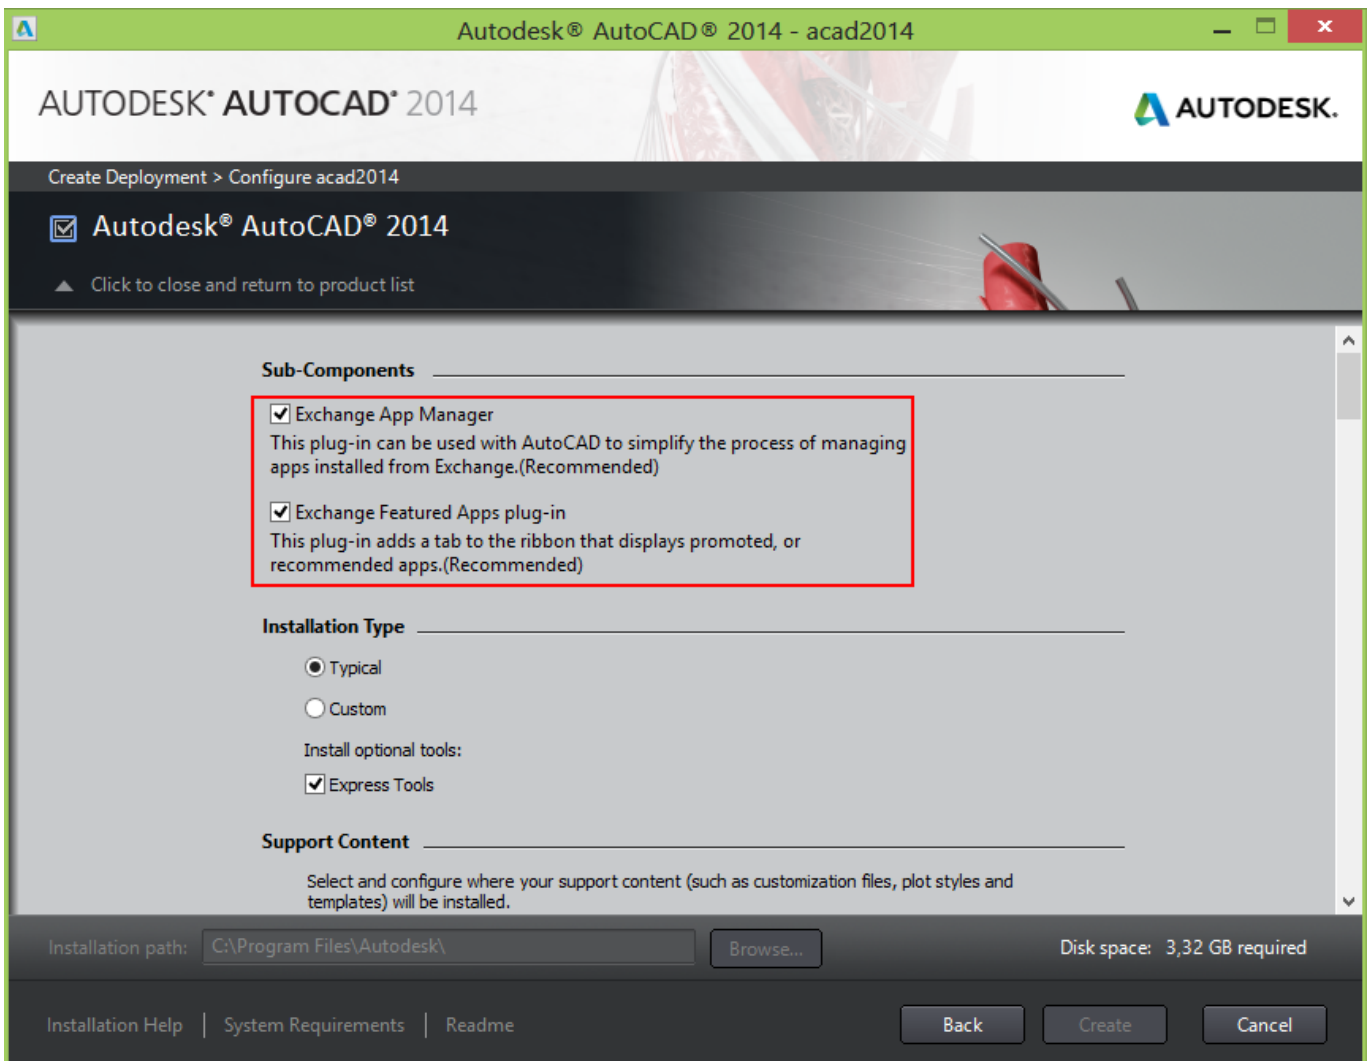 Autodesk® AutoCAD® 2014 - acad2014
AUTODESK® AUTOCAD® 2014
AUTODESK.
Create Deployment > Configure acad2014
Autodesk® AutoCAD® 2014
Click to close and return to product list
Sub-Components
Exchange App Manager
This plug-in can be used with AutoCAD to simplify the process of managing
apps installed from Exchange.(Recommended)
Exchange Featured Apps plug-in
This plug-in adds a tab to the ribbon that displays promoted, or
recommended apps.(Recommended)
Installation Type
Typical
Custom
Install optional tools:
Express Tools
Support Content
Select and configure where your support content (such as customization files, plot styles and
templates) will be installed.
Installation path: C:\Program Files\Autodesk\ Browse... Disk space: 3,32 GB required
Installation Help | System Requirements | Readme Back Create Cancel